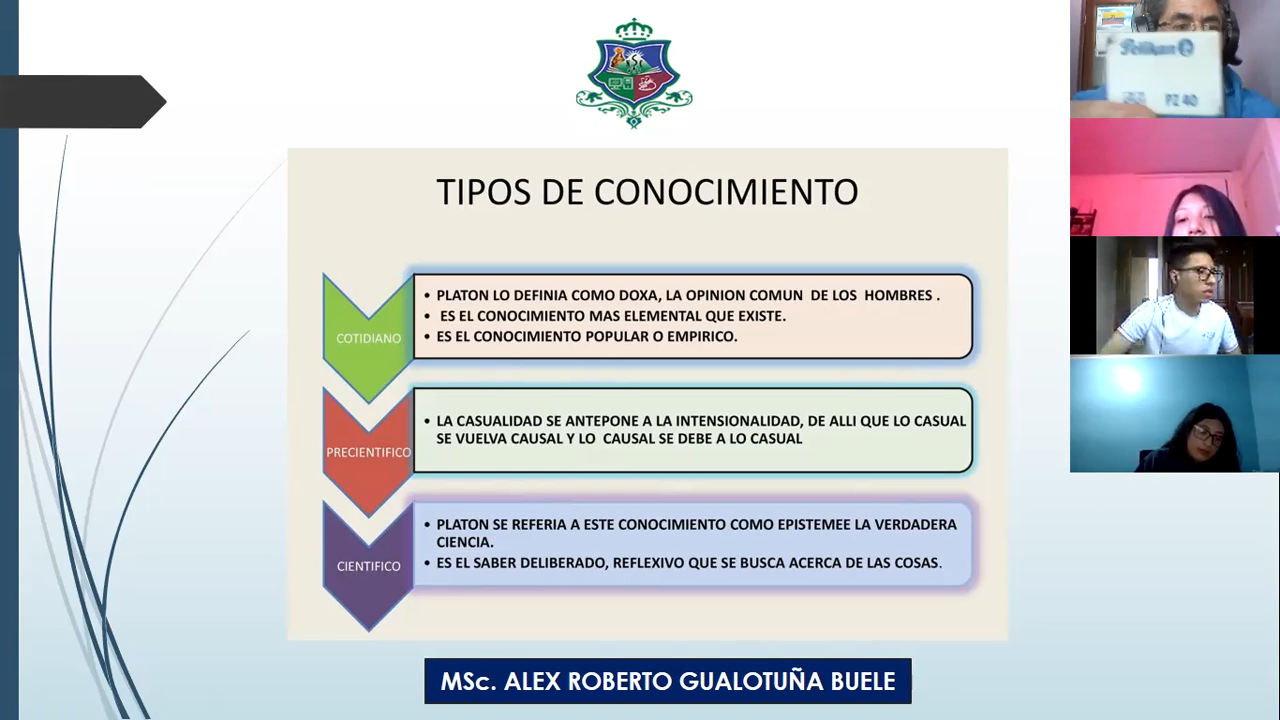 TIPOS DE CONOCIMIENTO
COTIDIANO
• PLATON LO DEFINIA COMO DOXA, LA OPINION COMUN DE LOS HOMBRES .
• ES EL CONOCIMIENTO MAS ELEMENTAL QUE EXISTE.
• ES EL CONOCIMIENTO POPULAR O EMPIRICO.
PRECIENTIFICO
• LA CASUALIDAD SE ANTEPONE A LA INTENSIONALIDAD, DE ALLI QUE LO CASUAL
SE VUELVA CAUSAL Y LO CAUSAL SE DEBE A LO CASUAL
CIENTIFICO
• PLATON SE REFERIA A ESTE CONOCIMIENTO COMO EPISTEMEE LA VERDADERA
CIENCIA.
• ES EL SABER DELIBERADO, REFLEXIVO QUE SE BUSCA ACERCA DE LAS COSAS.
MSc. ALEX ROBERTO GUALOTUÑA BUELE
Pelikan
PZ 40